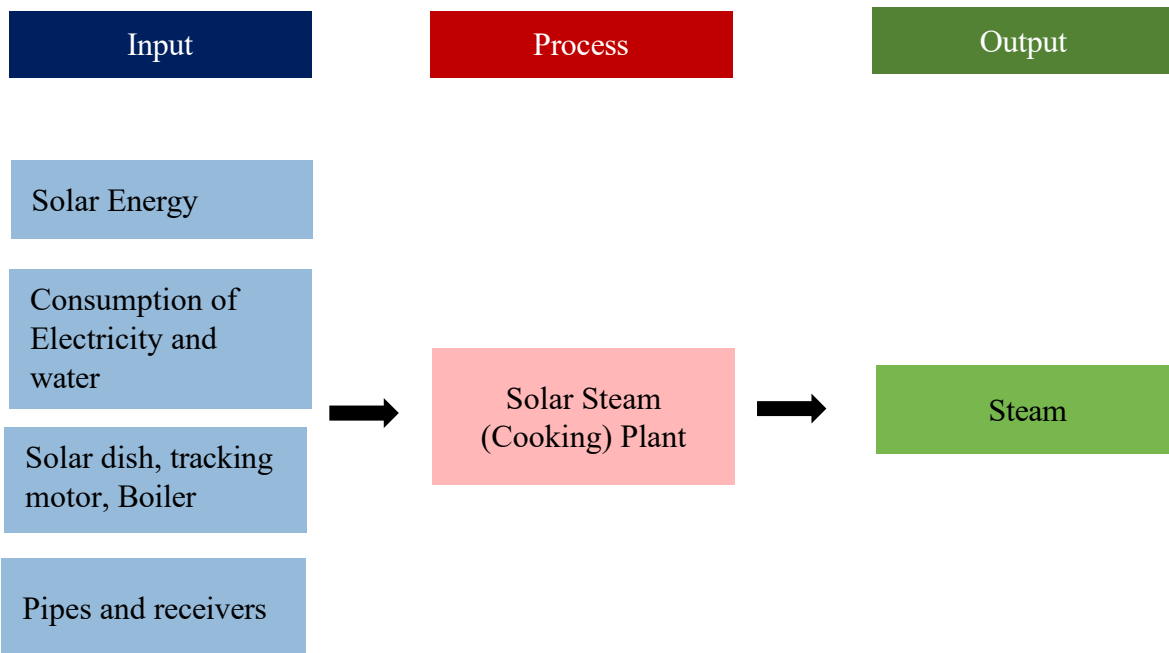 Input
Process
Output
Solar Energy
Consumption of
Electricity and
water
Solar dish, tracking
motor, Boiler
Pipes and receivers
Solar Steam
(Cooking) Plant
Steam